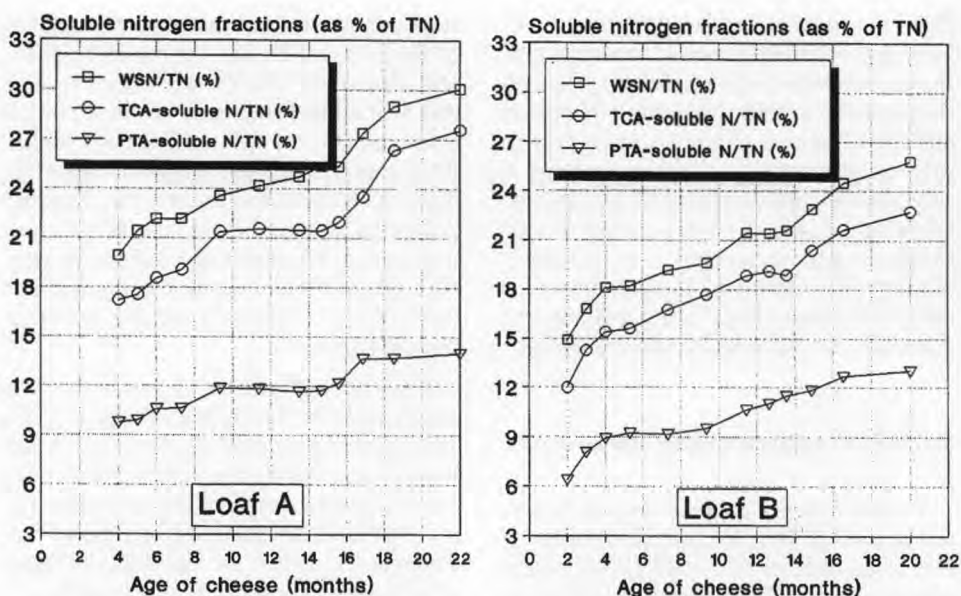 Soluble nitrogen fractions (as % of TN)
33
30
27
24
21
18
15
12
9
6
3
WSN/TN (%)
TCA-soluble N/TN (%)
PTA-soluble N/TN (%)
Loaf A
0 2 4 6 8 10 12 14 16 18 20 22
Age of cheese (months)
Soluble nitrogen fractions (as % of TN)
33
30
27
24
21
18
15
12
9
6
3
WSN/TN (%)
TCA-soluble N/TN (%)
PTA-soluble N/TN (%)
Loaf B
0 2 4 6 8 10 12 14 16 18 20 22
Age of cheese (months)